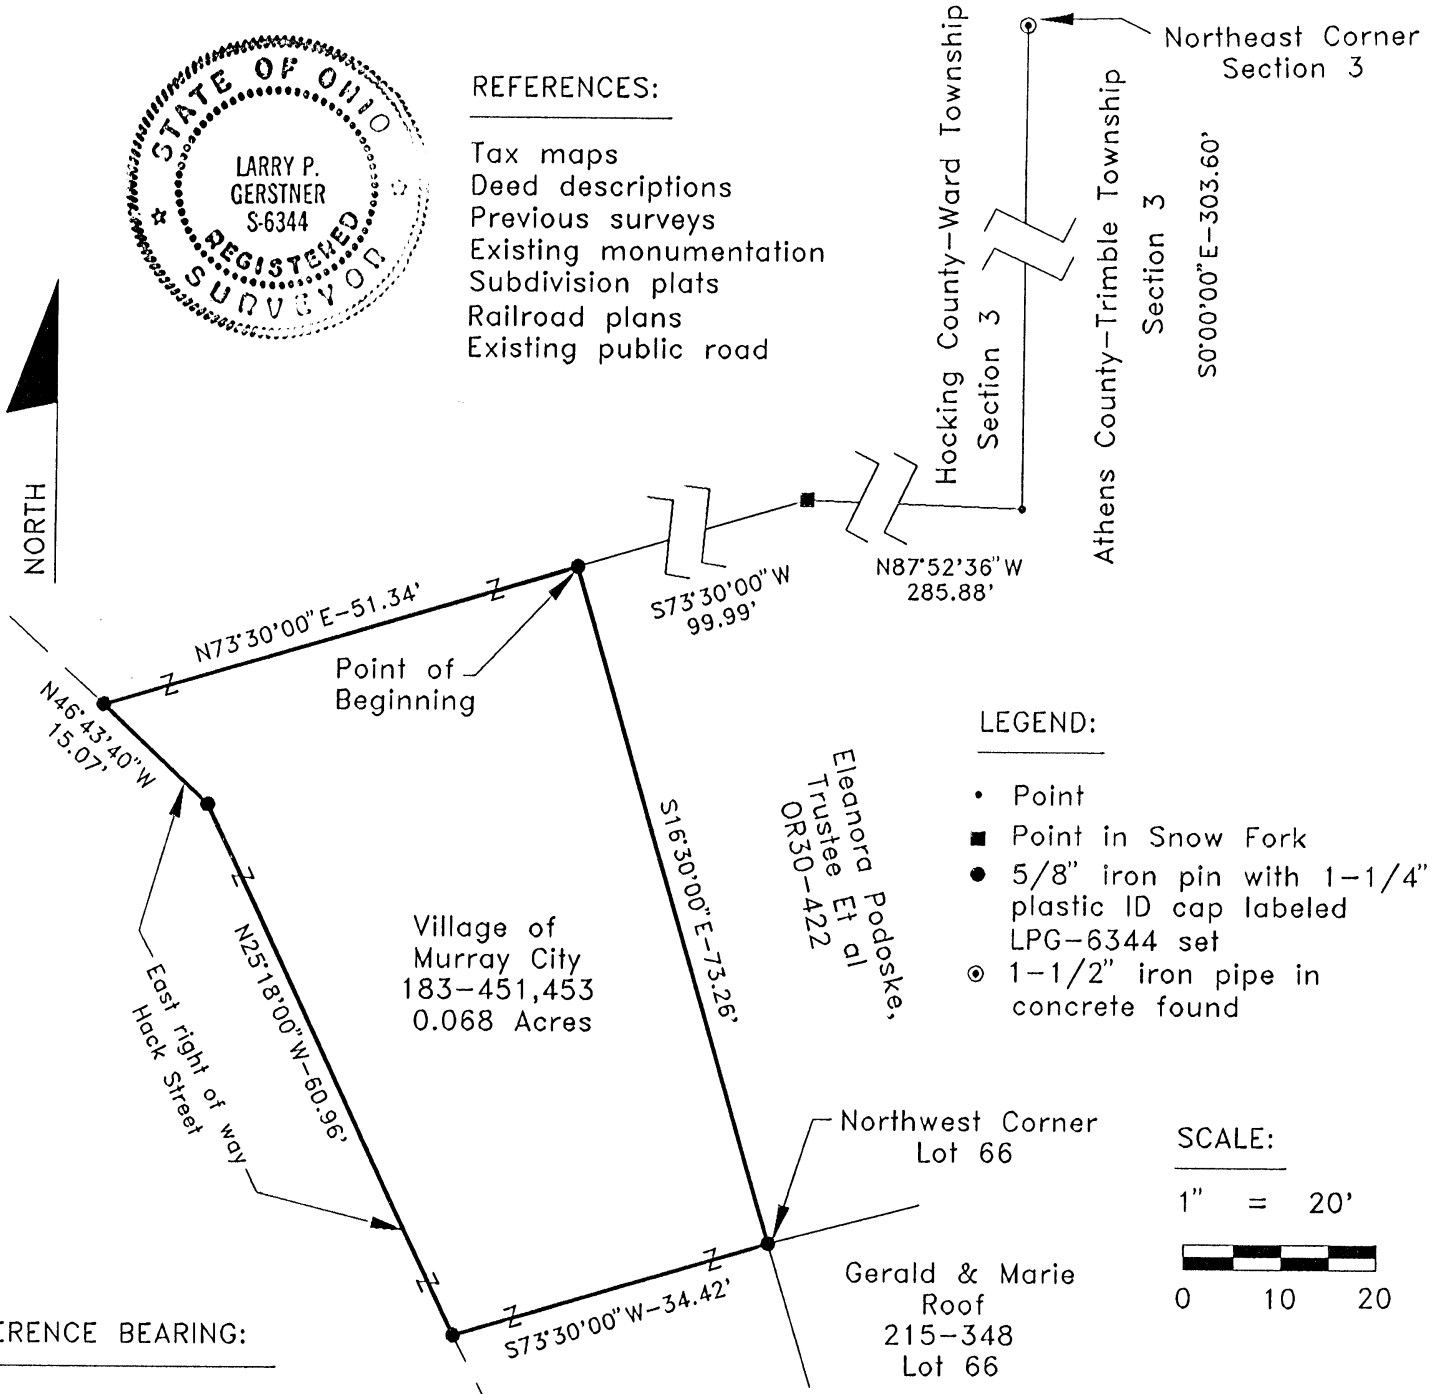 STATE OF OHIO
LARRY P.
GERSTNER
S-6344
REGISTERED
SURVEYOR
REFERENCES:
Tax maps
Deed descriptions
Previous surveys
Existing monumentation
Subdivision plats
Railroad plans
Existing public road
Northeast Corner
Section 3
Hocking County-Ward Township
Section 3
Athens County-Trimble Township
Section 3
S0°00'00"E-303.60'
NORTH
N87°52'36"W
285.88'
S73°30'00"W
99.99'
N73°30'00"E-51.34'
Point of
Beginning
N46°43'40"W
15.07'
S16°30'00"E-73.26'
Eleanora Podoske,
Trustee Et al
OR30-422
LEGEND:
Point
Point in Snow Fork
5/8" iron pin with 1-1/4"
plastic ID cap labeled
LPG-6344 set
1-1/2" iron pipe in
concrete found
Village of
Murray City
183-451,453
0.068 Acres
N25°18'00"W-60.96'
East right of way
Hack Street
Northwest Corner
Lot 66
SCALE:
1" = 20'
0 10 20
Gerald & Marie
Roof
215-348
Lot 66
S73°30'00"W-34.42'
ERENCE BEARING: